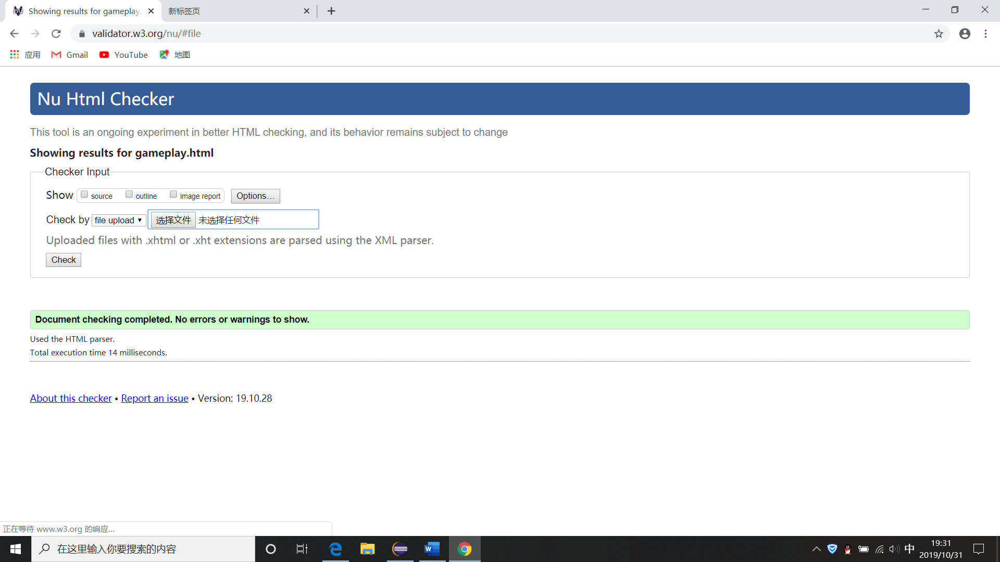 Showing results for gameplay.
新标签页
validator.w3.org/nu/#file
应用 Gmail YouTube 地图
Nu Html Checker
This tool is an ongoing experiment in better HTML checking, and its behavior remains subject to change
Showing results for gameplay.html
Checker Input
Show source outline image report Options...
Check by file upload 选择文件 未选择任何文件
Uploaded files with .xhtml or .xht extensions are parsed using the XML parser.
Check
Document checking completed. No errors or warnings to show.
Used the HTML parser.
Total execution time 14 milliseconds.
About this checker • Report an issue • Version: 19.10.28
正在等待 www.w3.org 的响应...
在这里输入你要搜索的内容
中
19:31
2019/10/31